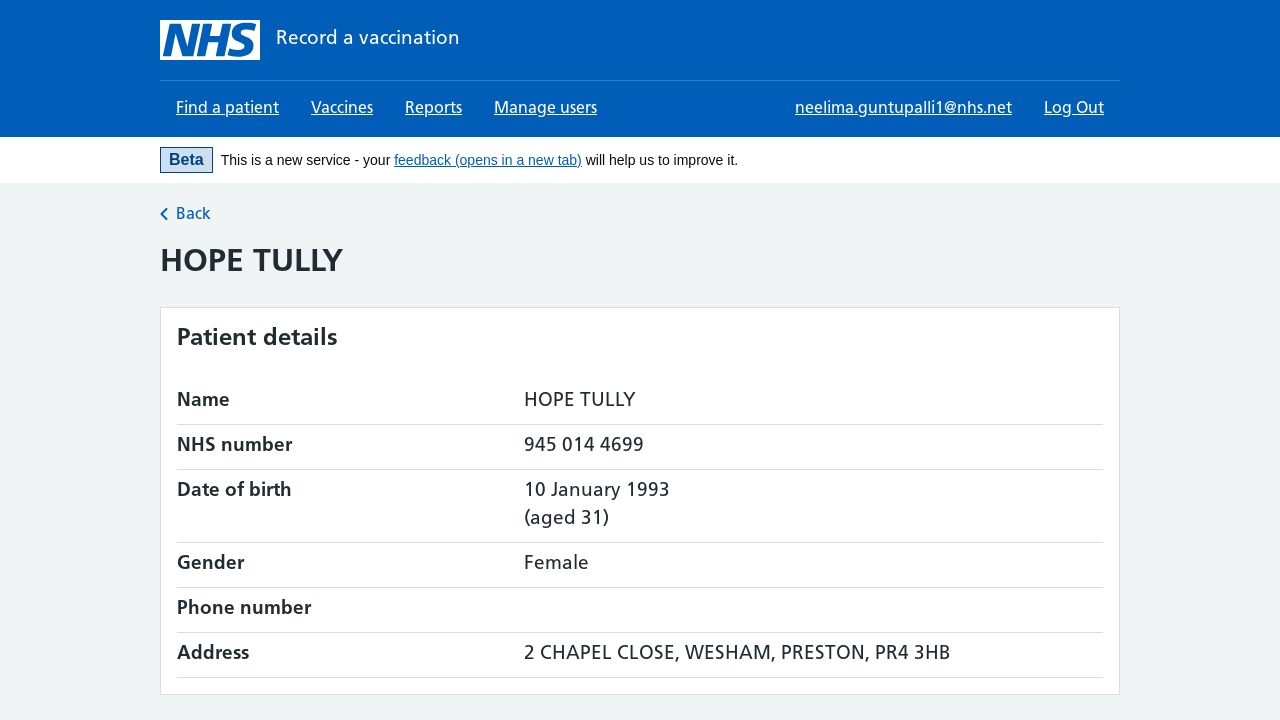 NHS Record a vaccination
Find a patient Vaccines Reports Manage users neelima.guntupalli1@nhs.net Log Out
Beta This is a new service - your feedback (opens in a new tab) will help us to improve it.
Back
HOPE TULLY
Patient details
Name HOPE TULLY
NHS number 945 014 4699
Date of birth 10 January 1993
(aged 31)
Gender Female
Phone number
Address 2 CHAPEL CLOSE, WESHAM, PRESTON, PR4 3HB